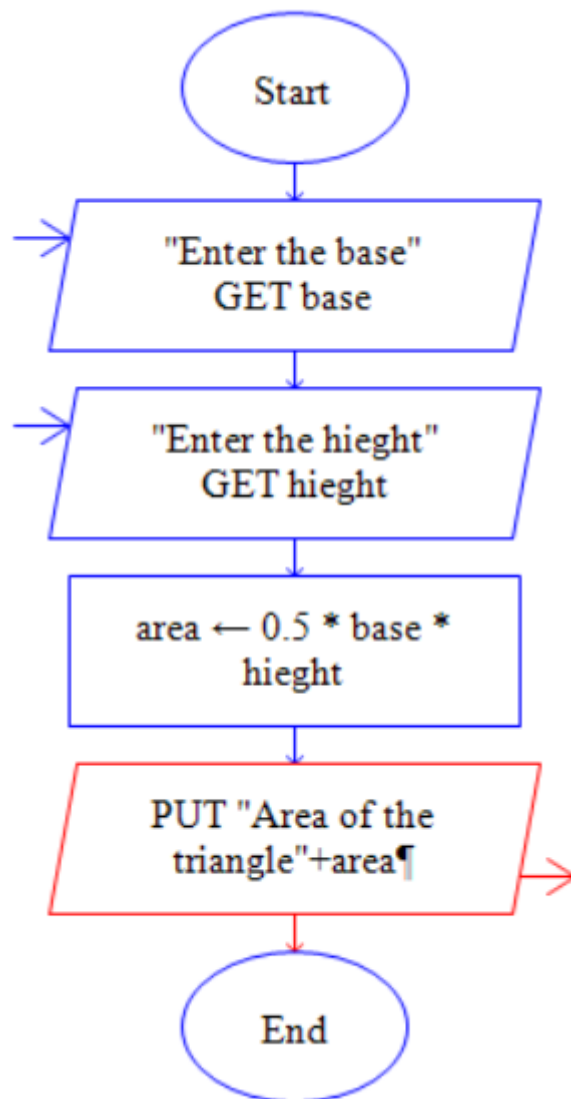 Start
"Enter the base"
GET base
"Enter the hieght"
GET hieght
area ← 0.5 * base *
hieght
PUT "Area of the
triangle"+area¶
End